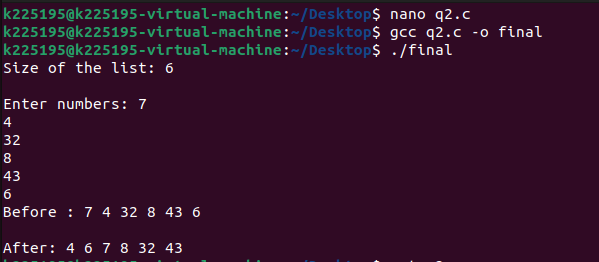 k225195@k225195-virtual-machine:~/Desktop$ nano q2.c
k225195@k225195-virtual-machine:~/Desktop$ gcc q2.c -o final
k225195@k225195-virtual-machine:~/Desktop$ ./final
Size of the list: 6
Enter numbers: 7
4
32
8
43
6
Before : 7 4 32 8 43 6
After: 4 6 7 8 32 43